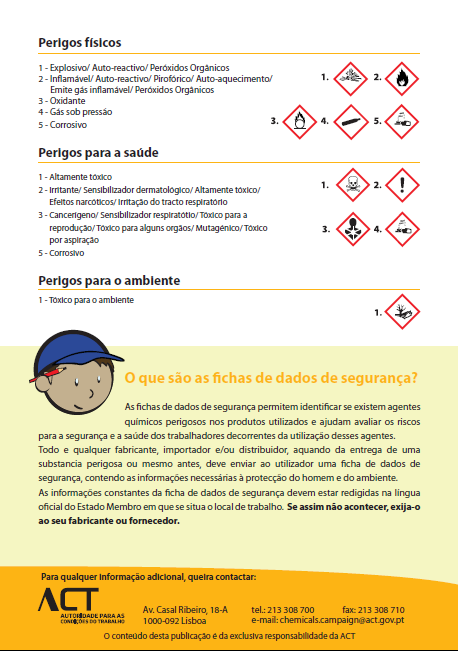 Perigos físicos
1 - Explosivo/ Auto-reactivo/ Peróxidos Orgânicos
2 - Inflamável/ Auto-reactivo/ Pirofórico/ Auto-aquecimento/
Emite gás inflamável/ Peróxidos Orgânicos
3 - Oxidante
4 - Gás sob pressão
5 - Corrosivo
1. 2.
3. 4. 5.
Perigos para a saúde
1 - Altamente tóxico
2 - Irritante/ Sensibilizador dermatológico/ Altamente tóxico/
Efeitos narcóticos/ Irritação do tracto respiratório
3 - Cancerígeno/ Sensibilizador respiratótio/ Tóxico para a
reprodução/ Tóxico para alguns orgãos/ Mutagénico/ Tóxico
por aspiração
5 - Corrosivo
1. 2.
3. 4.
Perigos para o ambiente
1 - Tóxico para o ambiente
1.
O que são as fichas de dados de segurança?
As fichas de dados de segurança permitem identificar se existem agentes
químicos perigosos nos produtos utilizados e ajudam avaliar os riscos
para a segurança e a saúde dos trabalhadores decorrentes da utilização desses agentes.
Todo e qualquer fabricante, importador e/ou distribuidor, aquando da entrega de uma
substancia perigosa ou mesmo antes, deve enviar ao utilizador uma ficha de dados de
segurança, contendo as informações necessárias à protecção do homem e do ambiente.
As informações constantes da ficha de segurança devem estar redigidas na língua
oficial do Estado Membro em que se situa o local de trabalho. Se assim não acontecer, exija-o
ao seu fabricante ou fornecedor.
Para qualquer informação adicional, queira contactar:
ACT
AUTORIDADE PARA AS
CONDIÇÕES DO TRABALHO
Av. Casal Ribeiro, 18-A
1000-092 Lisboa
tel.: 213 308 700 fax: 213 308 710
e-mail: chemicals.campaign@act.gov.pt
O conteúdo desta publicação é da exclusiva responsabilidade da ACT